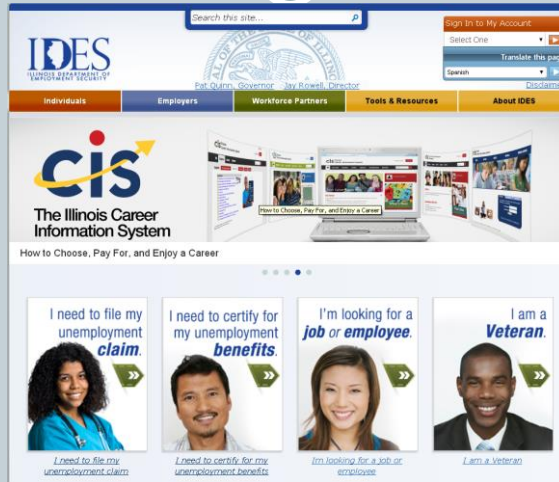 Search this site...
Sign In to My Account
Select One
Translate this pag
Spanish
Disclaime
IDES
ILLINOIS DEPARTMENT OF
EMPLOYMENT SECURITY
Pat Quinn, Governor Jay Rowell, Director
Individuals
Employers
Workforce Partners
Tools & Resources
About IDES
CiS
The Illinois Career
Information System
How to Choose, Pay For, and Enjoy a Career
How to Choose, Pay For, and Enjoy a Career
I need to file my
unemployment
claim.
I need to certify for
my unemployment
benefits.
I'm looking for a
job or employee.
I am a
Veteran.
I need to file my
unemployment claim
I need to certify for my
unemployment benefits
Im looking for a job or
employee
I am a Veteran